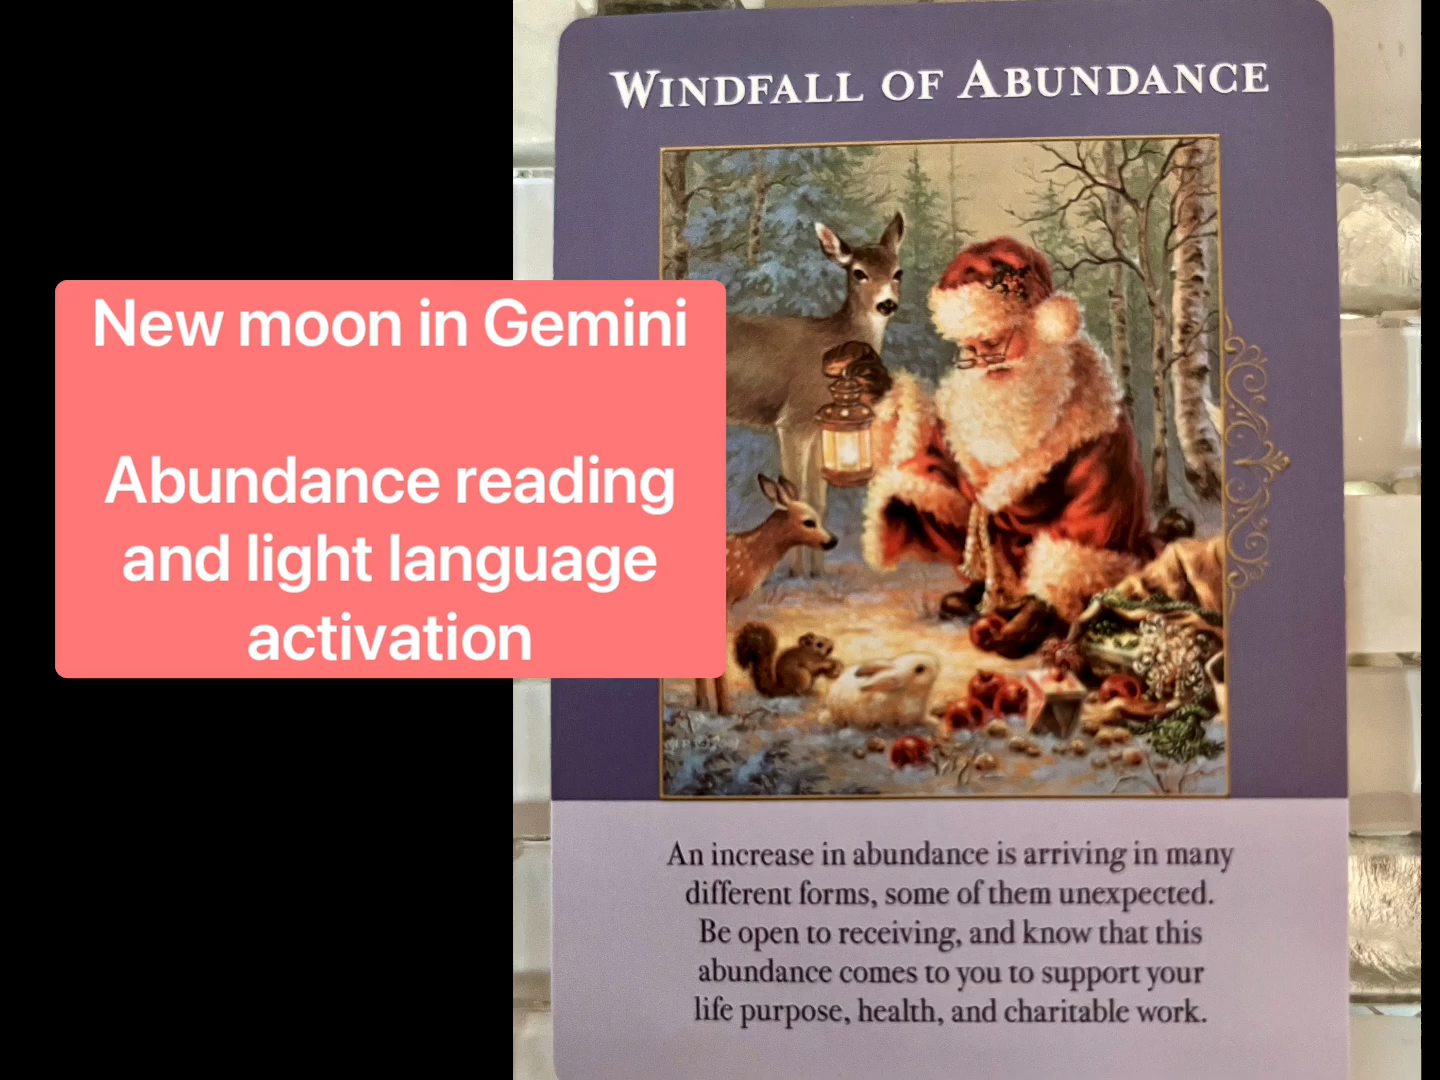 WINDFALL OF ABUNDANCE
New moon in Gemini
Abundance reading
and light language
activation
An increase in abundance is arriving in many
different forms, some of them unexpected.
Be open to receiving, and know that this
abundance comes to you to support your
life purpose, health, and charitable work.